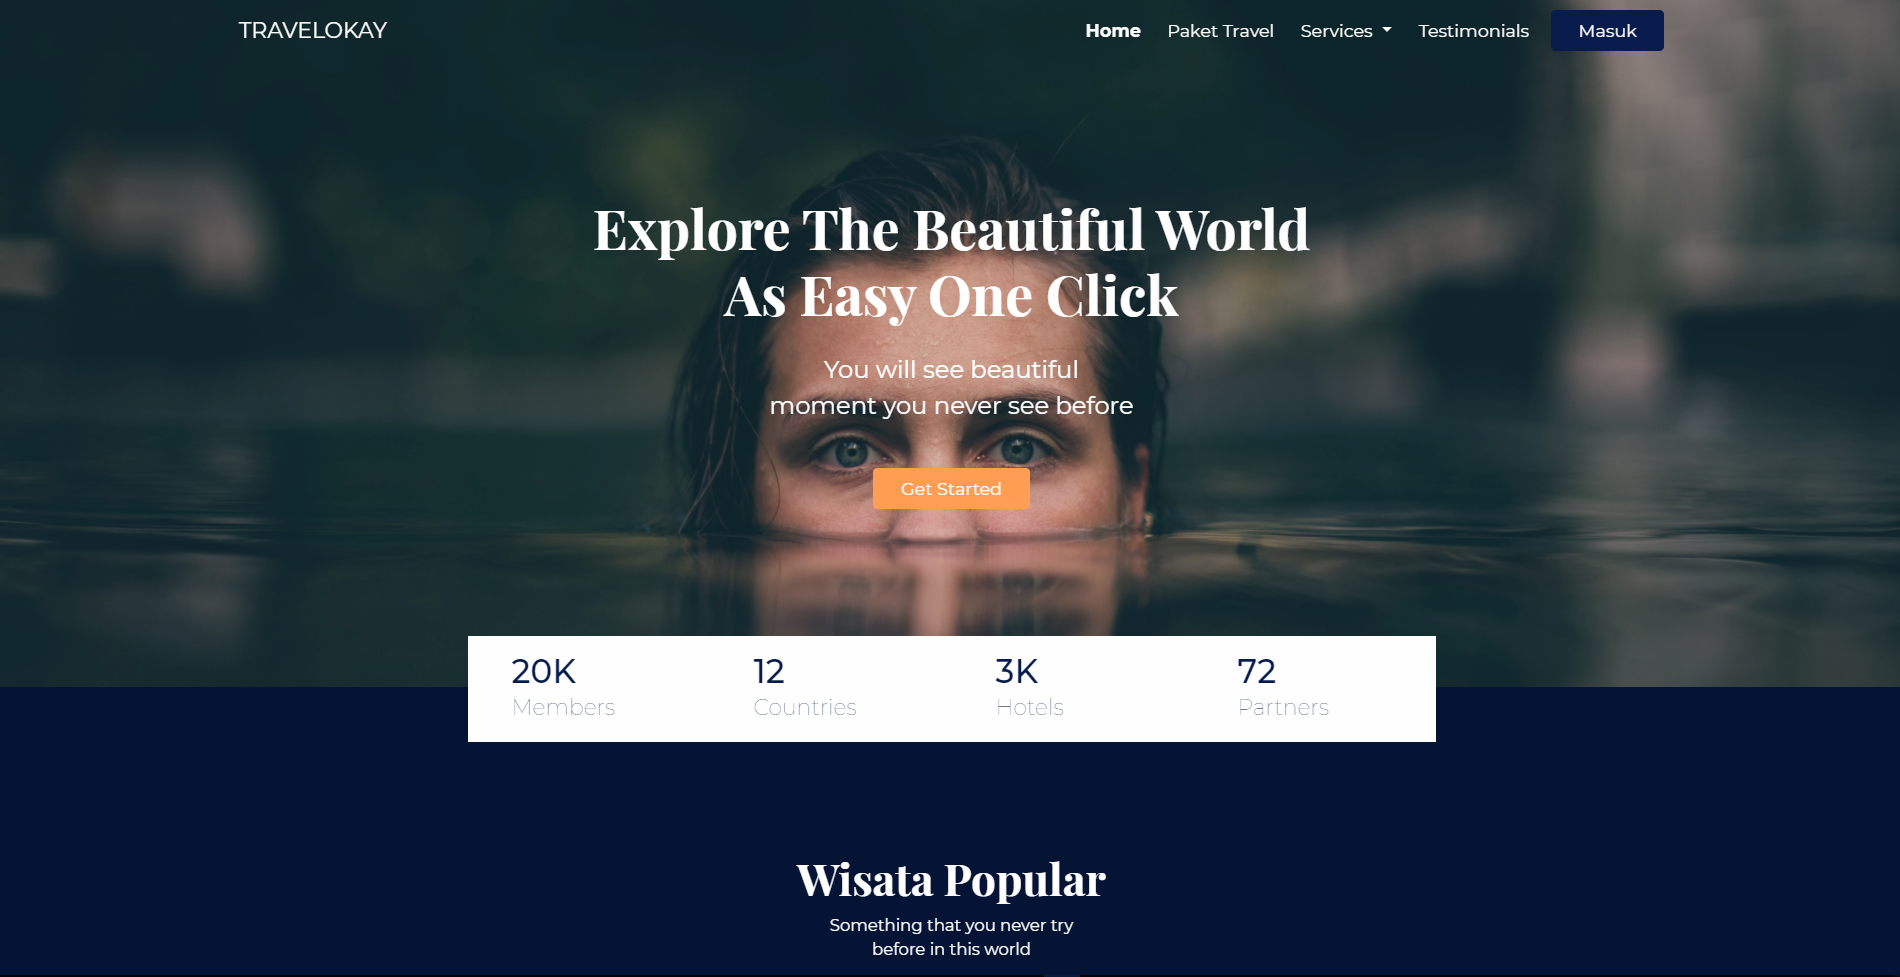 TRAVELOKAY
Home Paket Travel Services Testimonials Masuk
Explore The Beautiful World
As Easy One Click
You will see beautiful
moment you never see before
Get Started
20K 12 3K 72
Members Countries Hotels Partners
Wisata Popular
Something that you never try
before in this world